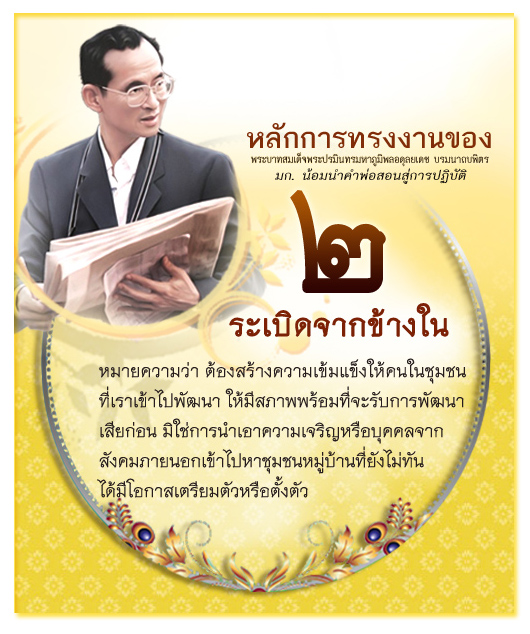 หลักการทรงงานของ
พระบาทสมเด็จพระปรมินทรมหาภูมิพลอดุลยเดช บรมนาถบพิตร
มก. น้อมนำคำพ่อสอนสู่การปฏิบัติ
๒
ระเบิดจากข้างใน
หมายความว่า ต้องสร้างความเข้มแข็งให้คนในชุมชน
ที่เราเข้าไปพัฒนา ให้มีสภาพพร้อมที่จะรับการพัฒนา
เสียก่อน มิใช่การนำเอาความเจริญหรือบุคคลจาก
สังคมภายนอกเข้าไปหาชุมชนหมู่บ้านที่ยังไม่ทัน
ได้มีโอกาสเตรียมตัวหรือตั้งตัว